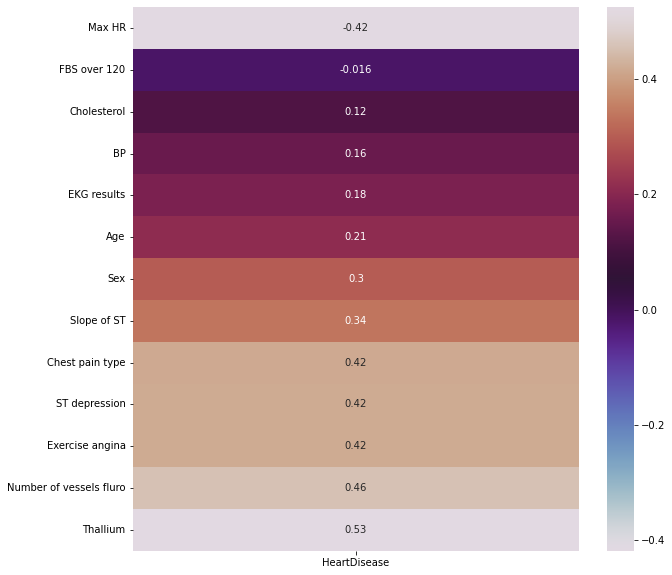 Max HR -0.42
FBS over 120 -0.016
Cholesterol 0.12
BP 0.16
EKG results 0.18
Age 0.21
Sex 0.3
Slope of ST 0.34
Chest pain type 0.42
ST depression 0.42
Exercise angina 0.42
Number of vessels fluro 0.46
Thallium 0.53
HeartDisease
0.4
0.2
0.0
−0.2
−0.4